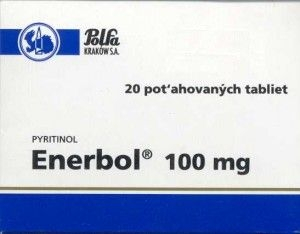 Polfa
KRAKÓW S.A.
20 poťahovaných tabliet
PYRITINOL
Enerbol® 100 mg